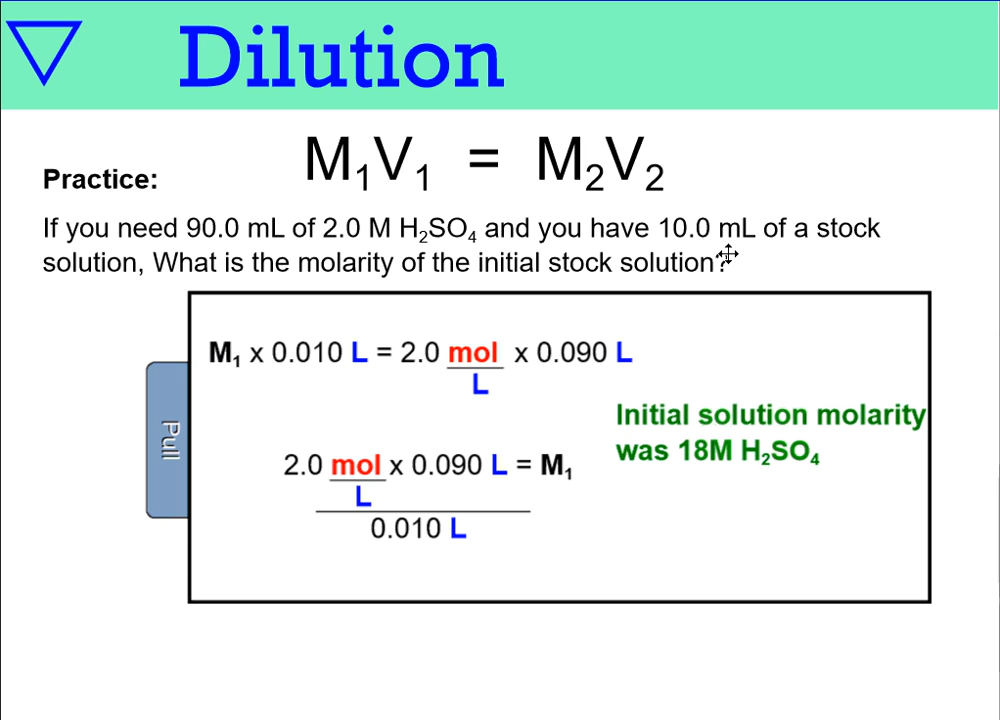 Dilution
M₁V₁ = M₂V₂
Practice:
If you need 90.0 mL of 2.0 M H₂SO₄ and you have 10.0 mL of a stock
solution, What is the molarity of the initial stock solution?
Pull
M₁ x 0.010 L = 2.0 mol x 0.090 L
L
Initial solution molarity
was 18M H₂SO₄
2.0 mol x 0.090 L = M₁
L
0.010 L